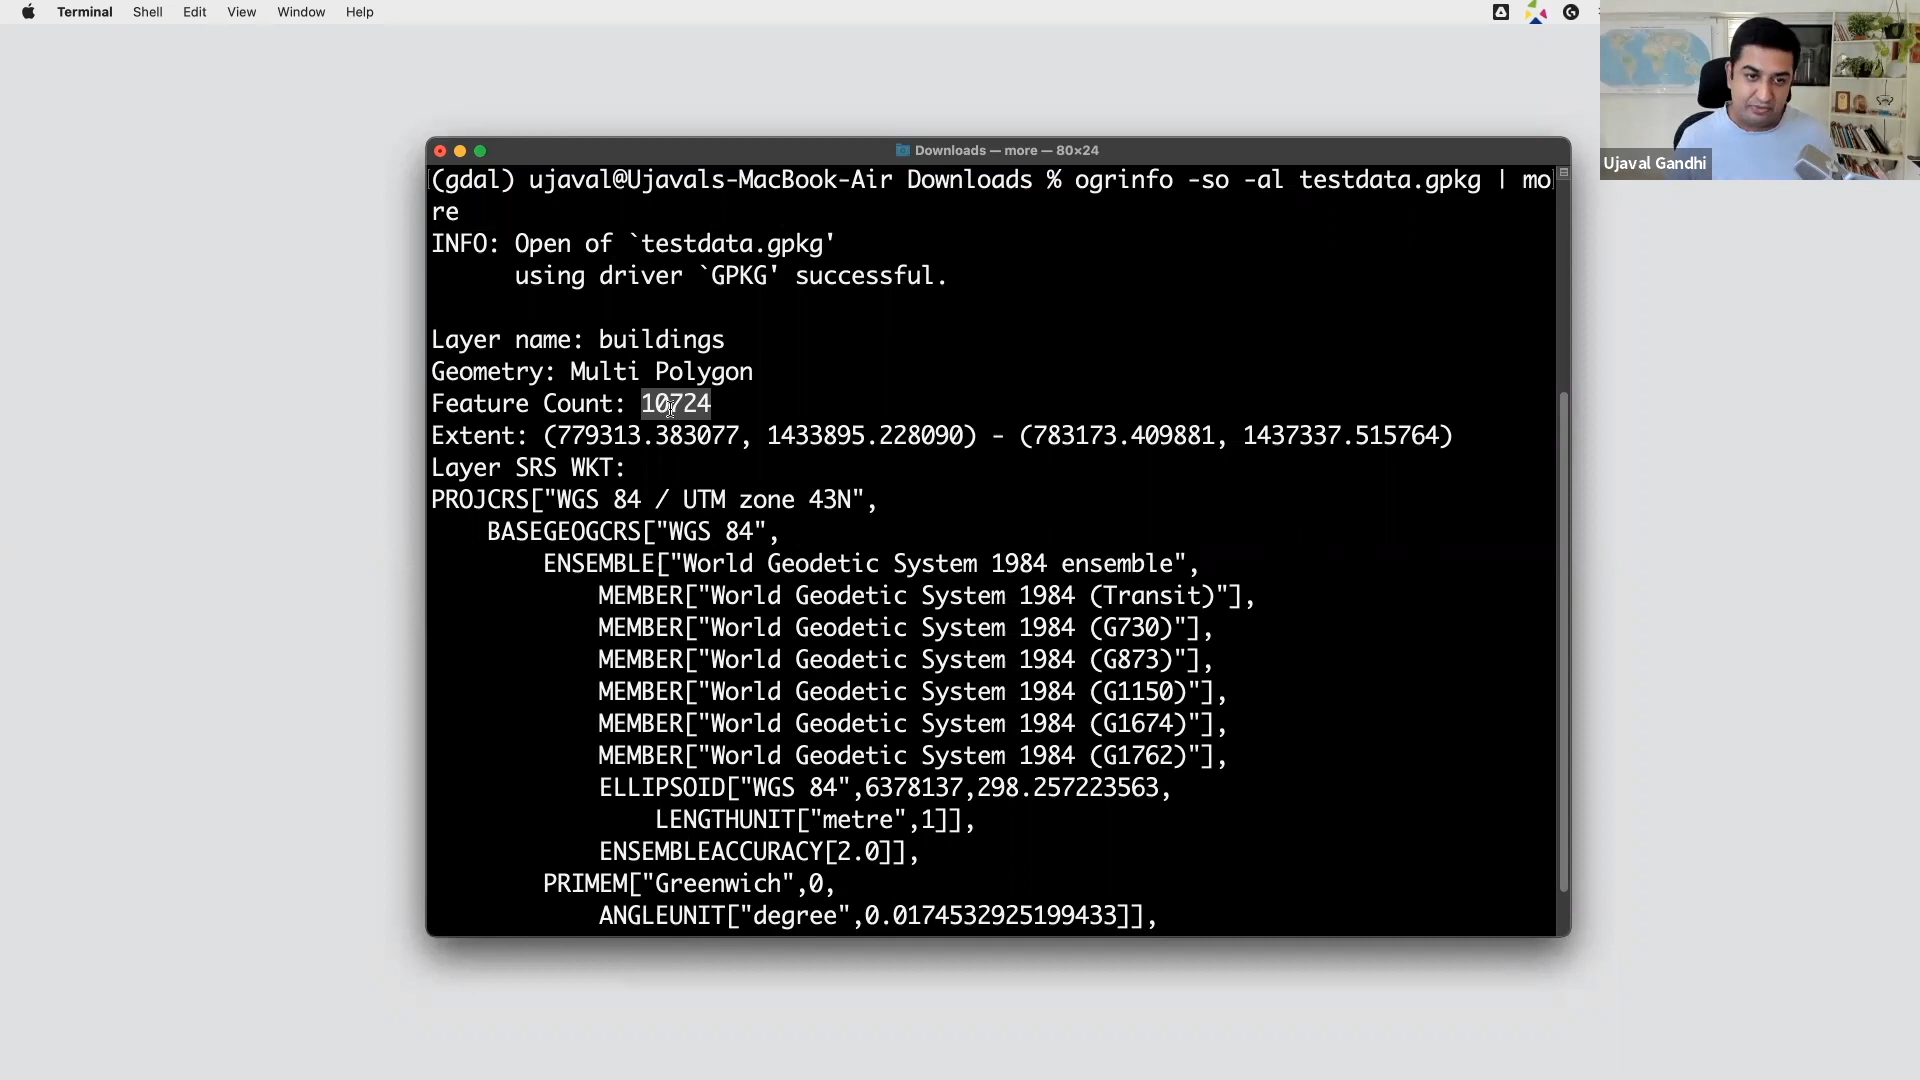 Terminal Shell Edit View Window Help
Ujaval Gandhi
Downloads — more — 80×24
(gdal) ujaval@Ujavals-MacBook-Air Downloads % ogrinfo -so -al testdata.gpkg | mo
re
INFO: Open of `testdata.gpkg'
      using driver `GPKG' successful.
Layer name: buildings
Geometry: Multi Polygon
Feature Count: 10724
Extent: (779313.383077, 1433895.228090) - (783173.409881, 1437337.515764)
Layer SRS WKT:
PROJCRS["WGS 84 / UTM zone 43N",
    BASEGEOGCRS["WGS 84",
        ENSEMBLE["World Geodetic System 1984 ensemble",
            MEMBER["World Geodetic System 1984 (Transit)"],
            MEMBER["World Geodetic System 1984 (G730)"],
            MEMBER["World Geodetic System 1984 (G873)"],
            MEMBER["World Geodetic System 1984 (G1150)"],
            MEMBER["World Geodetic System 1984 (G1674)"],
            MEMBER["World Geodetic System 1984 (G1762)"],
            ELLIPSOID["WGS 84",6378137,298.257223563,
                LENGTHUNIT["metre",1]],
            ENSEMBLEACCURACY[2.0]],
        PRIMEM["Greenwich",0,
            ANGLEUNIT["degree",0.0174532925199433]],